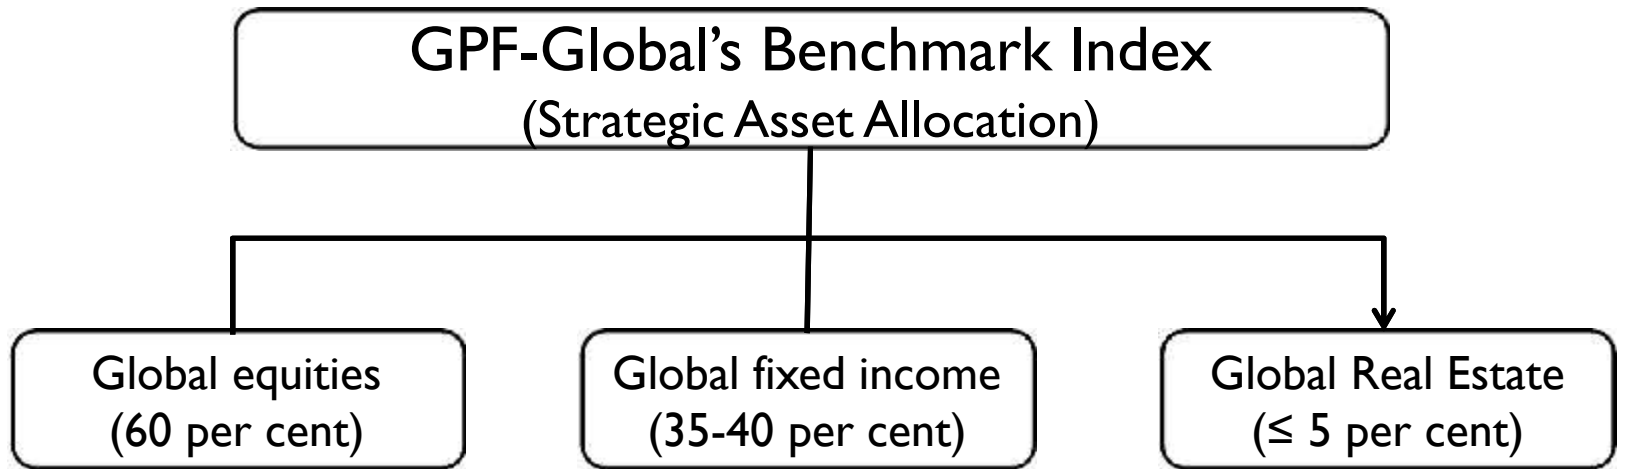 GPF-Global’s Benchmark Index
(Strategic Asset Allocation)
Global equities
(60 per cent)
Global fixed income
(35-40 per cent)
Global Real Estate
(≤ 5 per cent)